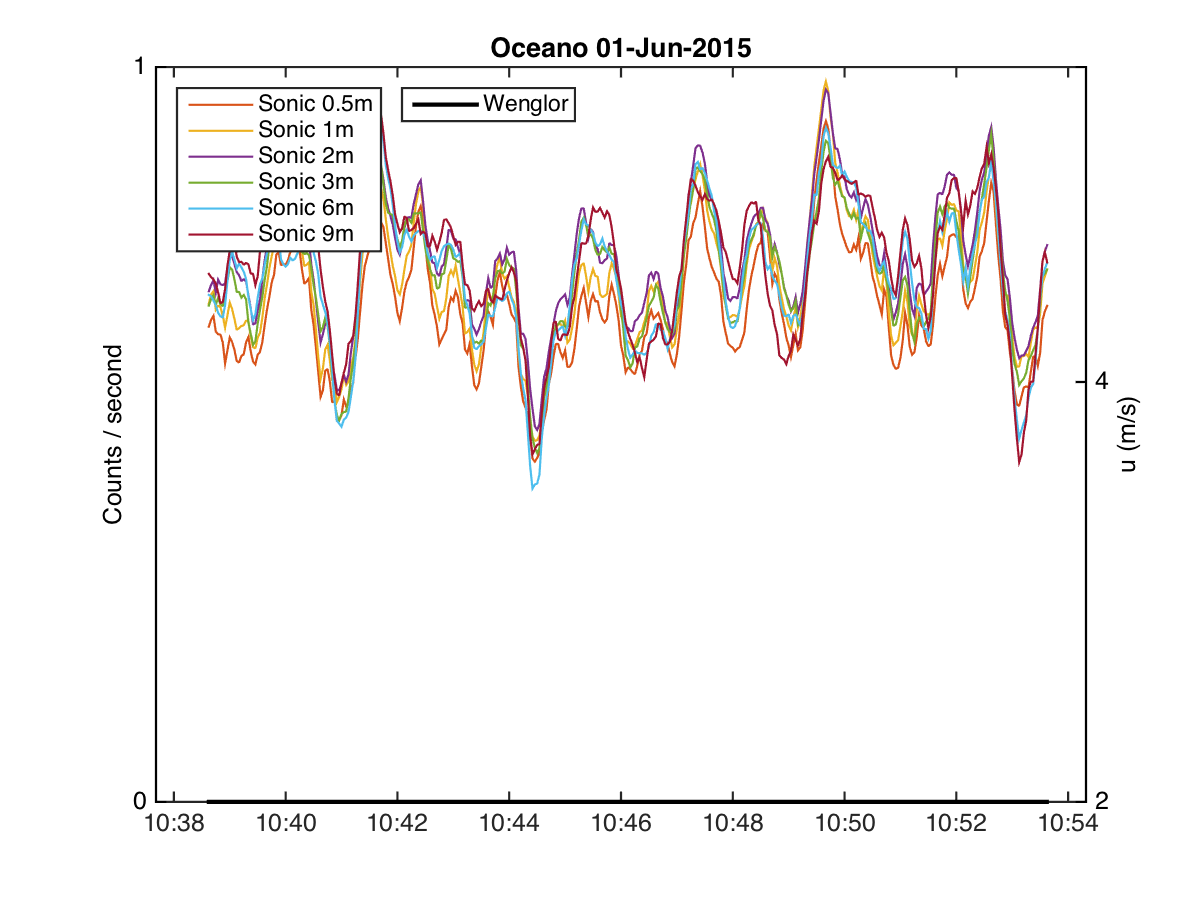 Oceano 01-Jun-2015
1
Sonic 0.5m
Sonic 1m
Sonic 2m
Sonic 3m
Sonic 6m
Sonic 9m
Wenglor
Counts / second
4
u (m/s)
0
2
10:38 10:40 10:42 10:44 10:46 10:48 10:50 10:52 10:54